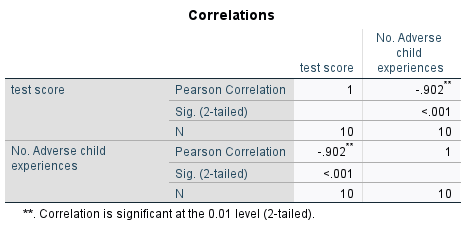 Correlations
test score No. Adverse child experiences
test score Pearson Correlation 1 -.902**
Sig. (2-tailed) <.001
N 10 10
No. Adverse child experiences Pearson Correlation -.902** 1
Sig. (2-tailed) <.001
N 10 10
**. Correlation is significant at the 0.01 level (2-tailed).